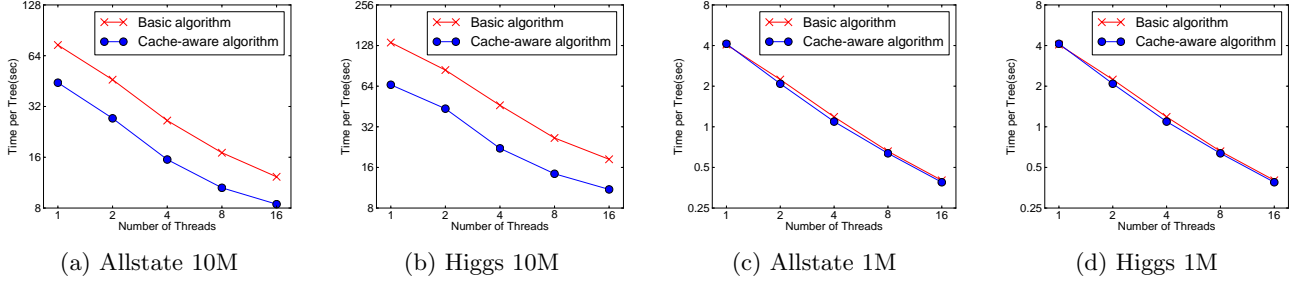 128
64
32
16
8
Time per Tree(sec)
Basic algorithm
Cache-aware algorithm
1 2 4 8 16
Number of Threads
(a) Allstate 10M
256
128
64
32
16
8
Time per Tree(sec)
Basic algorithm
Cache-aware algorithm
1 2 4 8 16
Number of Threads
(b) Higgs 10M
8
4
2
1
0.5
0.25
Time per Tree(sec)
Basic algorithm
Cache-aware algorithm
1 2 4 8 16
Number of Threads
(c) Allstate 1M
8
4
2
1
0.5
0.25
Time per Tree(sec)
Basic algorithm
Cache-aware algorithm
1 2 4 8 16
Number of Threads
(d) Higgs 1M